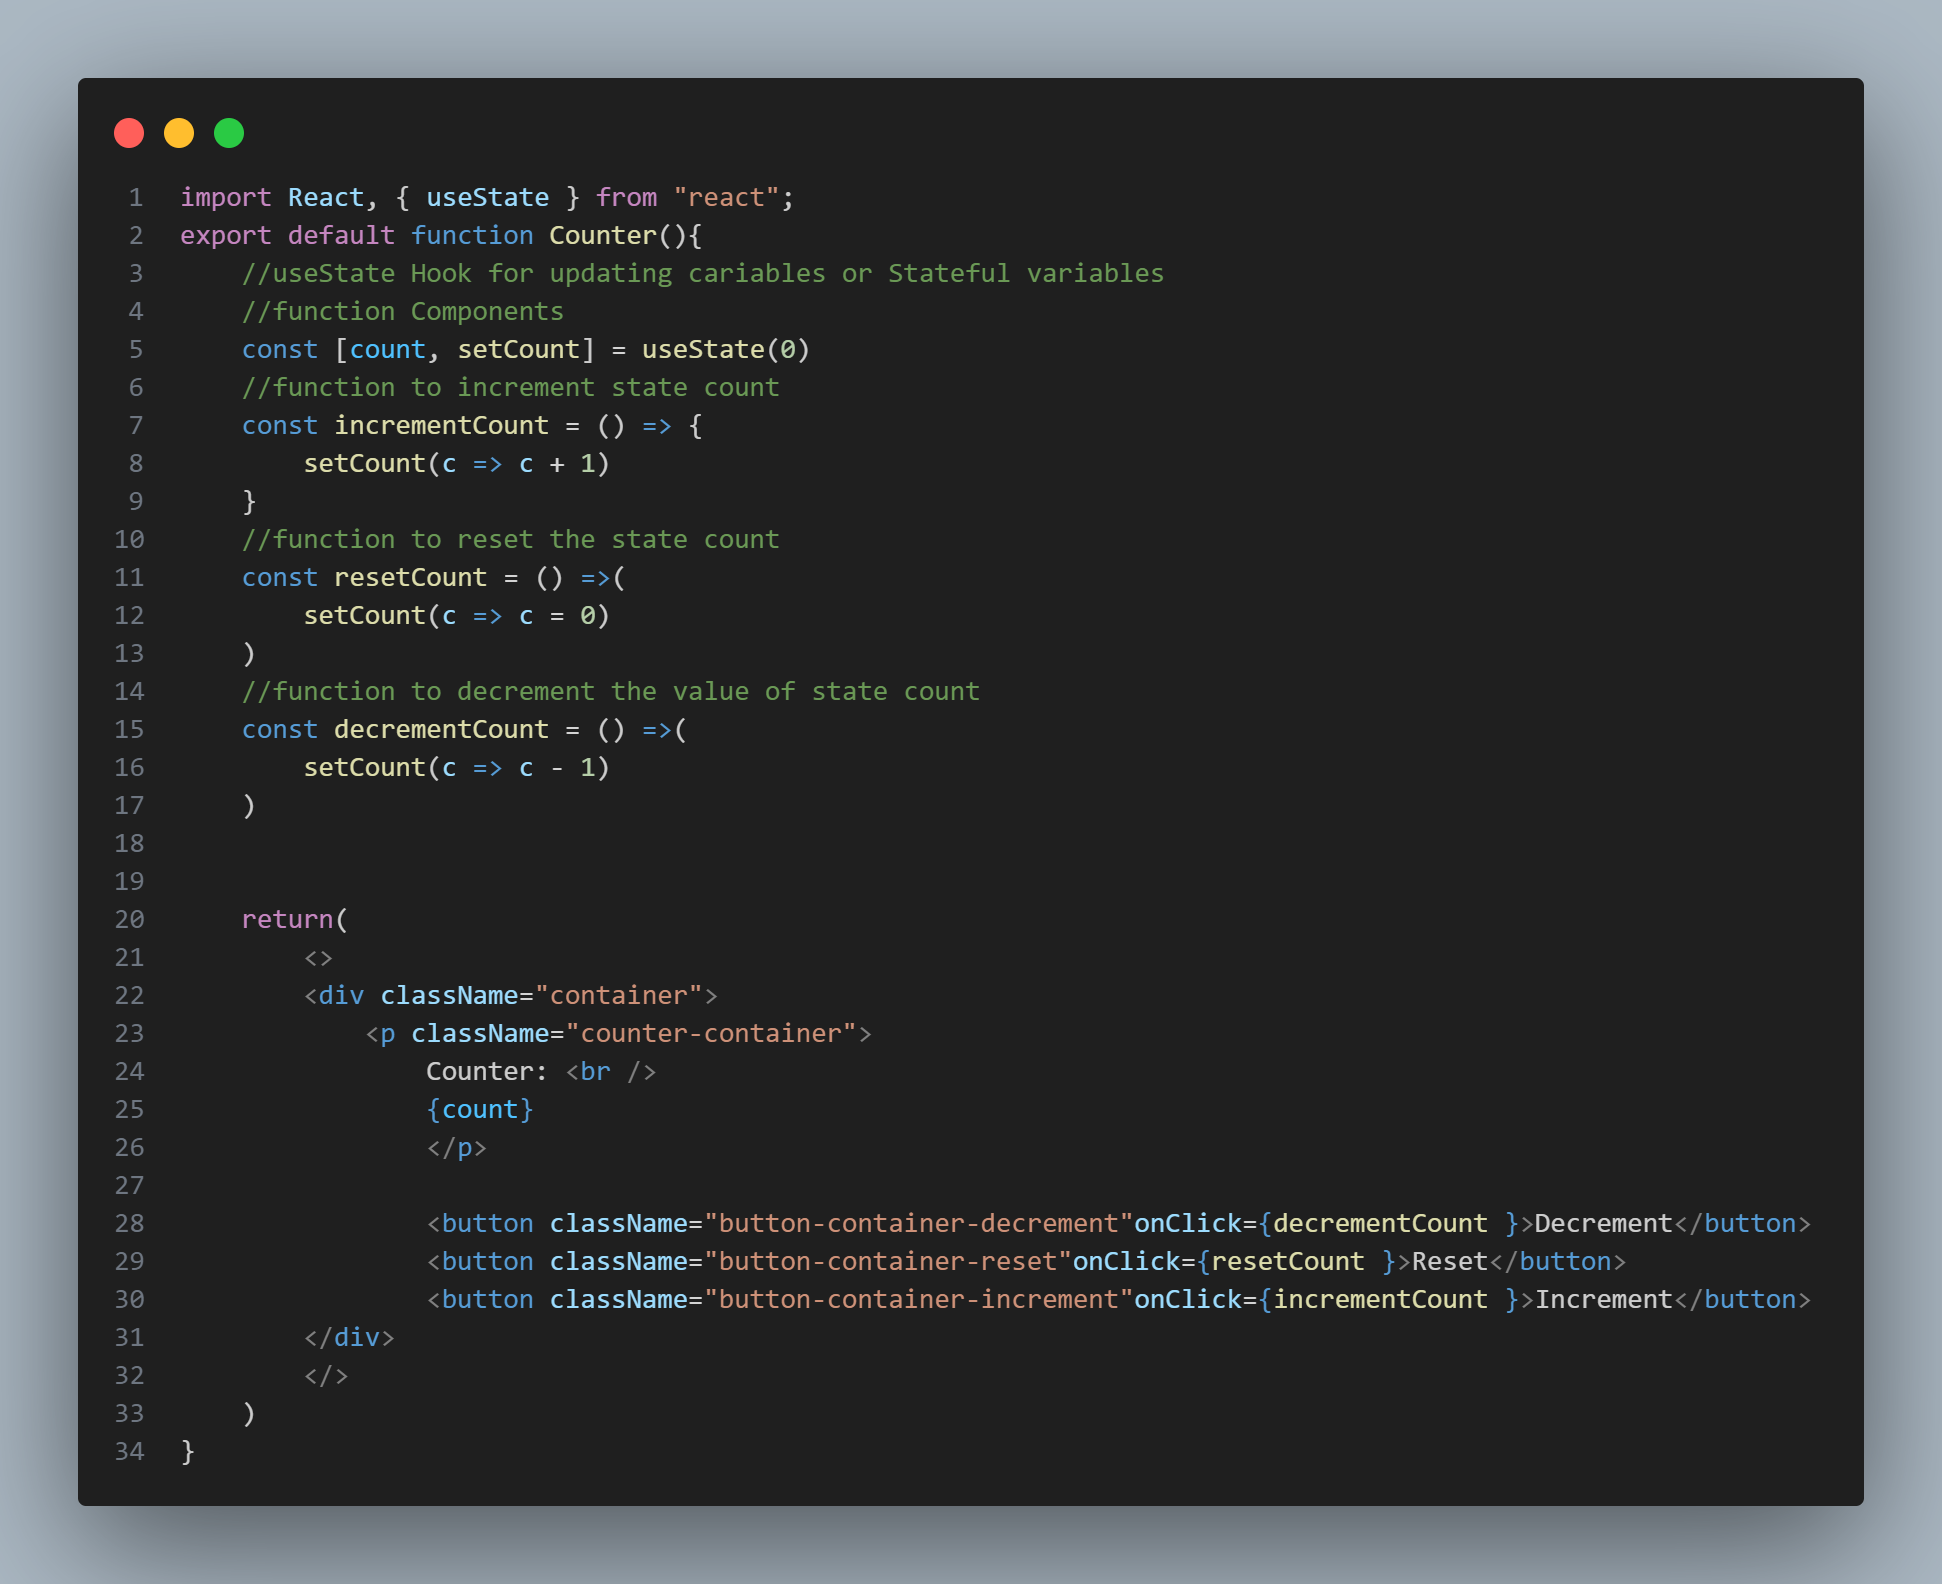 1 import React, { useState } from "react";
2 export default function Counter(){
3     //useState Hook for updating cariables or Stateful variables
4     //function Components
5     const [count, setCount] = useState(0)
6     //function to increment state count
7     const incrementCount = () => {
8         setCount(c => c + 1)
9     }
10     //function to reset the state count
11     const resetCount = () =>(
12         setCount(c => c = 0)
13     )
14     //function to decrement the value of state count
15     const decrementCount = () =>(
16         setCount(c => c - 1)
17     )
18
19
20     return(
21         <>
22         <div className="container">
23             <p className="counter-container">
24                 Counter: <br />
25                 {count}
26                 </p>
27
28                 <button className="button-container-decrement"onClick={decrementCount }>Decrement</button>
29                 <button className="button-container-reset"onClick={resetCount }>Reset</button>
30                 <button className="button-container-increment"onClick={incrementCount }>Increment</button>
31         </div>
32         </>
33     )
34 }